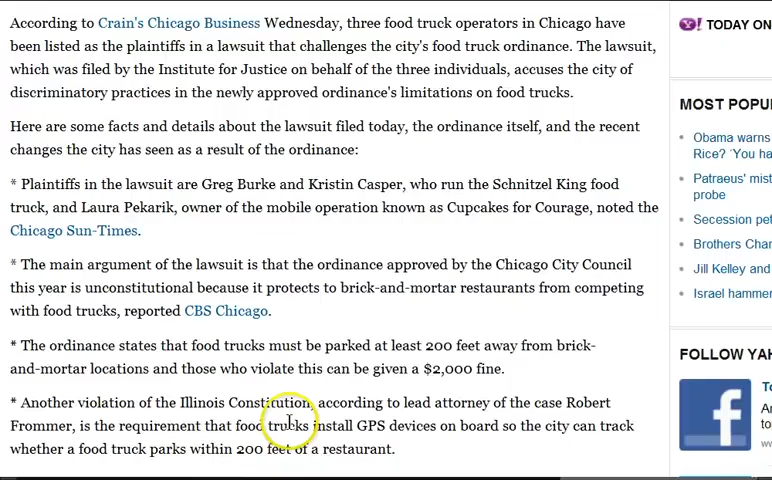 According to Crain's Chicago Business Wednesday, three food truck operators in Chicago have
been listed as the plaintiffs in a lawsuit that challenges the city's food truck ordinance. The lawsuit,
which was filed by the Institute for Justice on behalf of the three individuals, accuses the city of
discriminatory practices in the newly approved ordinance's limitations on food trucks.
Here are some facts and details about the lawsuit filed today, the ordinance itself, and the recent
changes the city has seen as a result of the ordinance:
* Plaintiffs in the lawsuit are Greg Burke and Kristin Casper, who run the Schnitzel King food
truck, and Laura Pekarik, owner of the mobile operation known as Cupcakes for Courage, noted the
Chicago Sun-Times.
* The main argument of the lawsuit is that the ordinance approved by the Chicago City Council
this year is unconstitutional because it protects to brick-and-mortar restaurants from competing
with food trucks, reported CBS Chicago.
* The ordinance states that food trucks must be parked at least 200 feet away from brick-
and-mortar locations and those who violate this can be given a $2,000 fine.
* Another violation of the Illinois Constitution, according to lead attorney of the case Robert
Frommer, is the requirement that food trucks install GPS devices on board so the city can track
whether a food truck parks within 200 feet of a restaurant.
Y! TODAY ON
MOST POPU
Obama warns
Rice? 'You ha
Patraeus' mist
probe
Secession pet
Brothers Char
Jill Kelley and
Israel hammer
FOLLOW YAH
f
To
Ar
top
ww